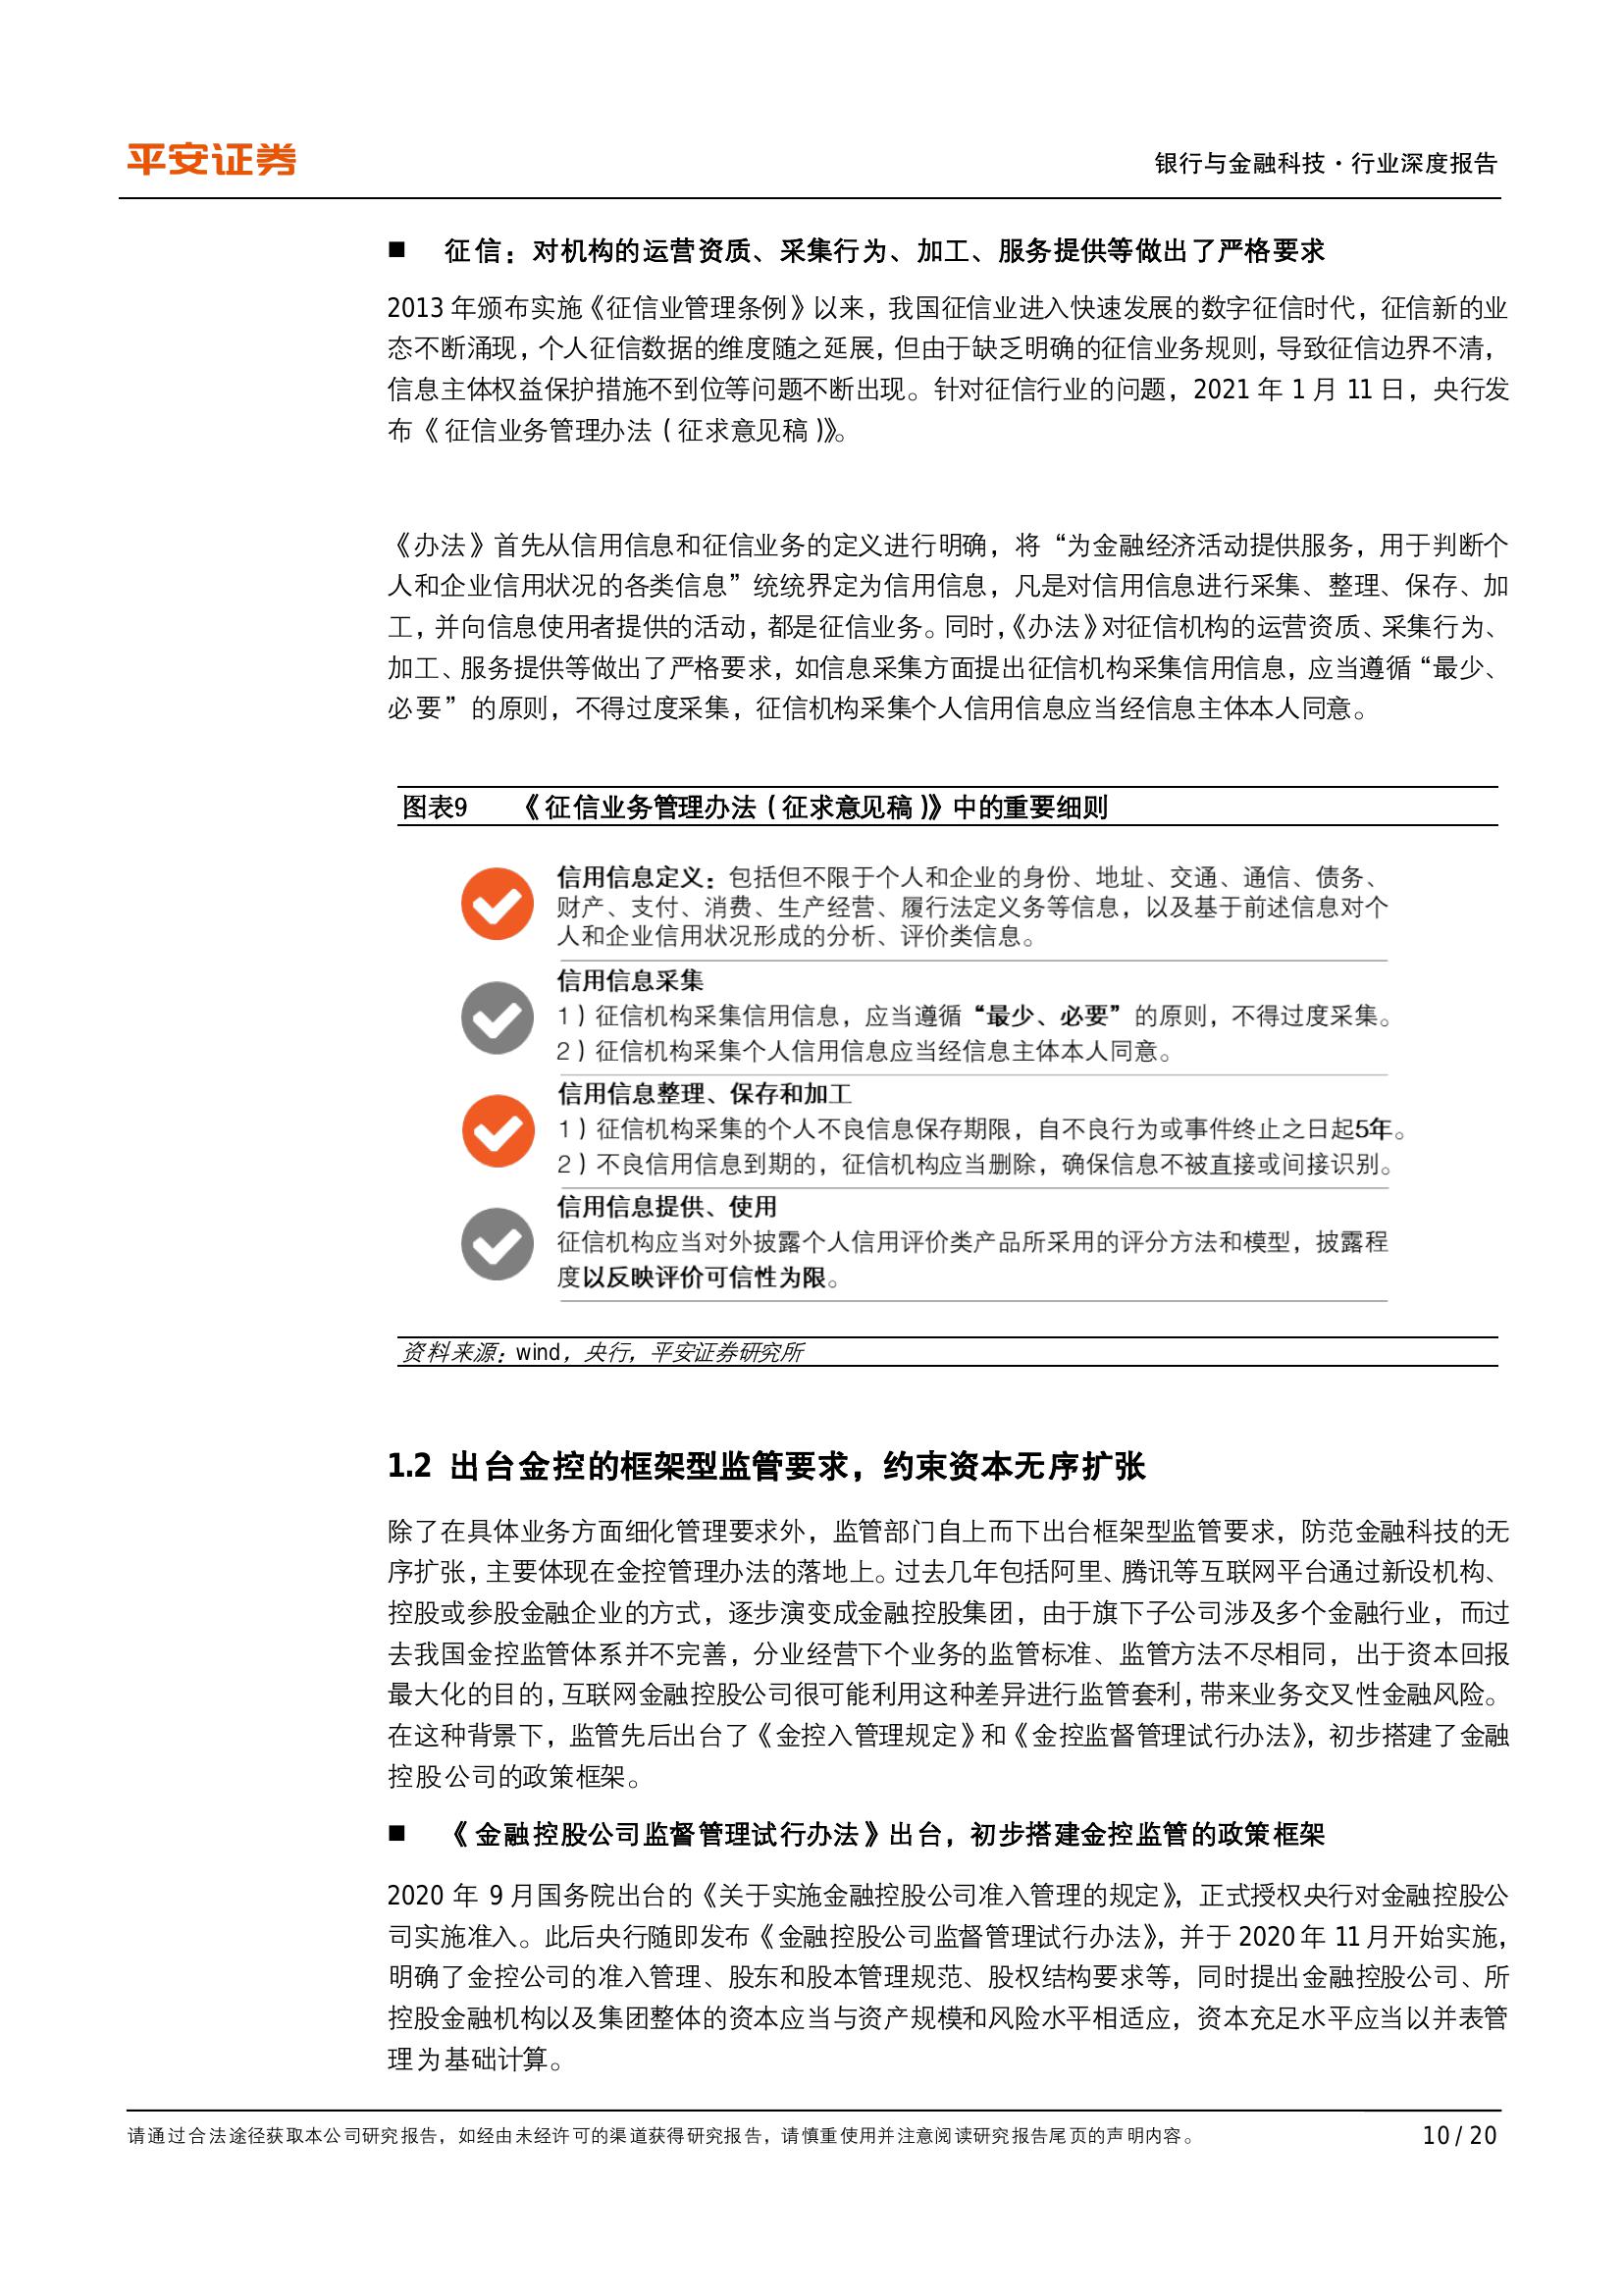 平安证券
银行与金融科技·行业深度报告
■ 征信：对机构的运营资质、采集行为、加工、服务提供等做出了严格要求
2013 年颁布实施《征信业管理条例》以来，我国征信业进入快速发展的数字征信时代，征信新的业
态不断涌现，个人征信数据的维度随之延展，但由于缺乏明确的征信业务规则，导致征信边界不清，
信息主体权益保护措施不到位等问题不断出现。针对征信行业的问题，2021 年 1 月 11 日，央行发
布《征信业务管理办法（征求意见稿）》。
《办法》首先从信用信息和征信业务的定义进行明确，将“为金融经济活动提供服务，用于判断个
人和企业信用状况的各类信息”统统界定为信用信息，凡是对信用信息进行采集、整理、保存、加
工，并向信息使用者提供的活动，都是征信业务。同时，《办法》对征信机构的运营资质、采集行为、
加工、服务提供等做出了严格要求，如信息采集方面提出征信机构采集信用信息，应当遵循“最少、
必要”的原则，不得过度采集，征信机构采集个人信用信息应当经信息主体本人同意。
图表9 《征信业务管理办法（征求意见稿）》中的重要细则
信用信息定义：包括但不限于个人和企业的身份、地址、交通、通信、债务、
财产、支付、消费、生产经营、履行法定义务等信息，以及基于前述信息对个
人和企业信用状况形成的分析、评价类信息。
信用信息采集
1）征信机构采集信用信息，应当遵循“最少、必要”的原则，不得过度采集。
2）征信机构采集个人信用信息应当经信息主体本人同意。
信用信息整理、保存和加工
1）征信机构采集的个人不良信息保存期限，自不良行为或事件终止之日起5年。
2）不良信用信息到期的，征信机构应当删除，确保信息不被直接或间接识别。
信用信息提供、使用
征信机构应当对外披露个人信用评价类产品所采用的评分方法和模型，披露程
度以反映评价可信性为限。
资料来源：wind，央行，平安证券研究所
1.2 出台金控的框架型监管要求，约束资本无序扩张
除了在具体业务方面细化管理要求外，监管部门自上而下出台框架型监管要求，防范金融科技的无
序扩张，主要体现在金控管理办法的落地上。过去几年包括阿里、腾讯等互联网平台通过新设机构、
控股或参股金融企业的方式，逐步演变成金融控股集团，由于旗下子公司涉及多个金融行业，而过
去我国金控监管体系并不完善，分业经营下个业务的监管标准、监管方法不尽相同，出于资本回报
最大化的目的，互联网金融控股公司很可能利用这种差异进行监管套利，带来业务交叉性金融风险。
在这种背景下，监管先后出台了《金控入管理规定》和《金控监督管理试行办法》，初步搭建了金融
控股公司的政策框架。
■ 《金融控股公司监督管理试行办法》出台，初步搭建金控监管的政策框架
2020 年 9 月国务院出台的《关于实施金融控股公司准入管理的规定》，正式授权央行对金融控股公
司实施准入。此后央行随即发布《金融控股公司监督管理试行办法》，并于 2020 年 11 月开始实施，
明确了金控公司的准入管理、股东和股本管理规范、股权结构要求等，同时提出金融控股公司、所
控股金融机构以及集团整体的资本应当与资产规模和风险水平相适应，资本充足水平应当以并表管
理为基础计算。
请通过合法途径获取本公司研究报告，如经由未经许可的渠道获得研究报告，请慎重使用并注意阅读研究报告尾页的声明内容。
10 / 20